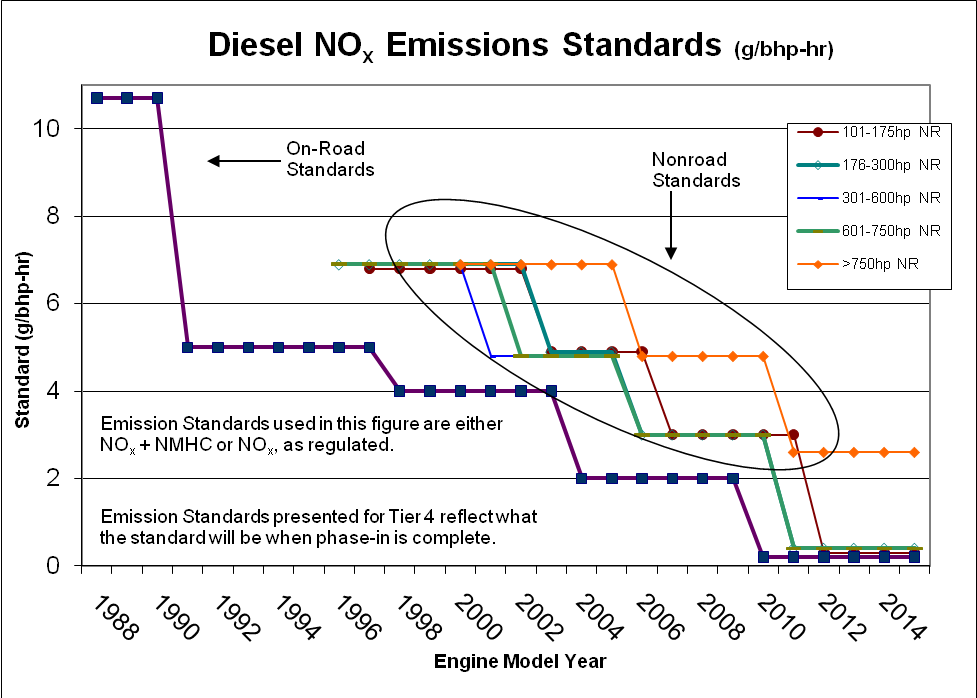 Diesel NOx Emissions Standards (g/bhp-hr)
10
8
6
4
2
0
Standard (g/bhp-hr)
On-Road
Standards
Nonroad
Standards
101-175hp NR
176-300hp NR
301-600hp NR
601-750hp NR
>750hp NR
Emission Standards used in this figure are either
NOx + NMHC or NOx, as regulated.
Emission Standards presented for Tier 4 reflect what
the standard will be when phase-in is complete.
1988
1990
1992
1994
1996
1998
2000
2002
2004
2006
2008
2010
2012
2014
Engine Model Year